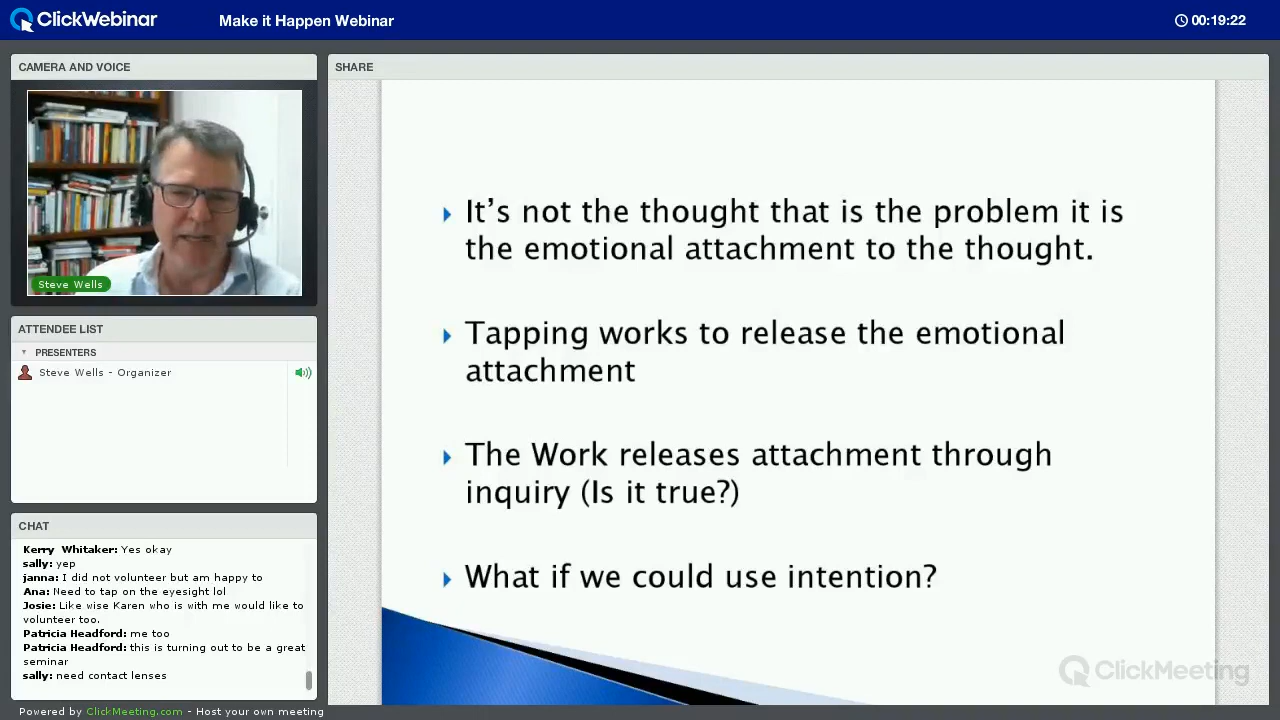 ClickWebinar
Make it Happen Webinar
00:19:22
CAMERA AND VOICE
Steve Wells
ATTENDEE LIST
PRESENTERS
Steve Wells - Organizer
CHAT
Kerry Whitaker: Yes okay
sally: yep
janna: I did not volunteer but am happy to
Ana: Need to tap on the eyesight lol
Josie: Like wise Karen who is with me would like to
volunteer too.
Patricia Headford: me too
Patricia Headford: this is turning out to be a great
seminar
sally: need contact lenses
SHARE
It's not the thought that is the problem it is
the emotional attachment to the thought.
Tapping works to release the emotional
attachment
The Work releases attachment through
inquiry (Is it true?)
What if we could use intention?
ClickMeeting
Powered by ClickMeeting.com - Host your own meeting